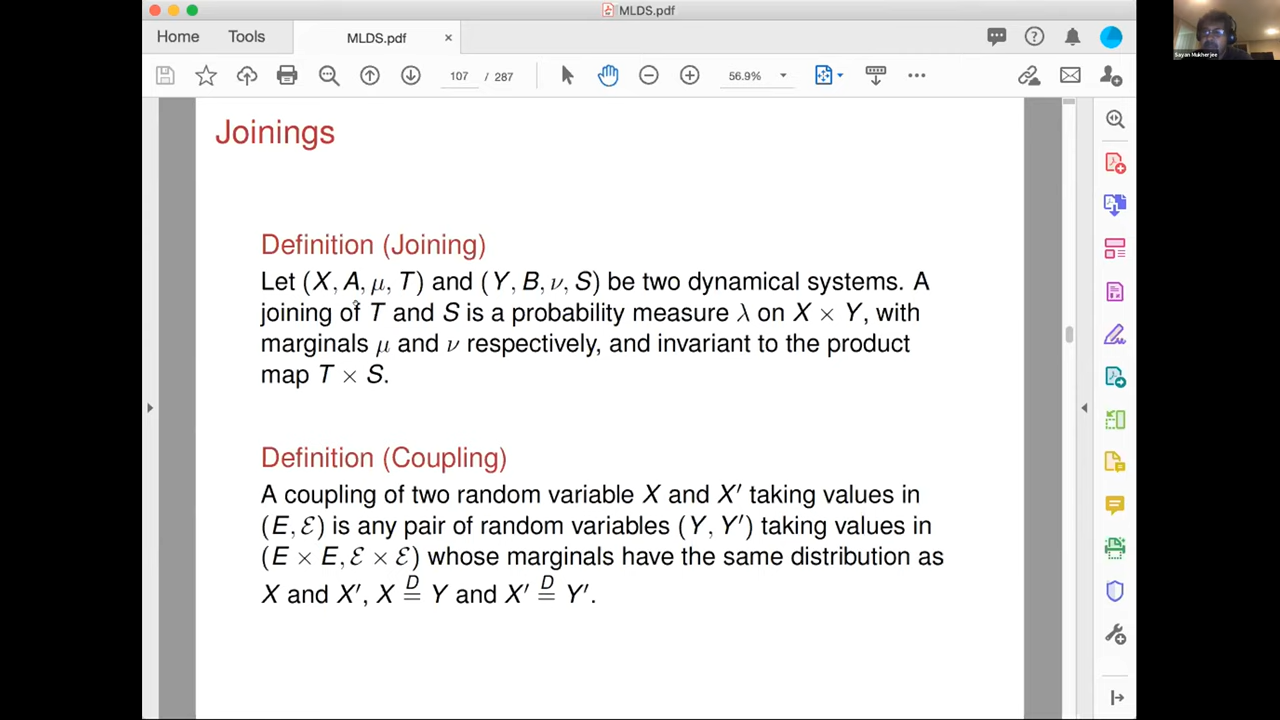 MLDS.pdf
Home
Tools
MLDS.pdf
107 / 287
56.9%
Sayan Mukherjee
Joinings
Definition (Joining)
Let (X, A, μ, T) and (Y, B, ν, S) be two dynamical systems. A
joining of T and S is a probability measure λ on X × Y, with
marginals μ and ν respectively, and invariant to the product
map T × S.
Definition (Coupling)
A coupling of two random variable X and X′ taking values in
(E, ℰ) is any pair of random variables (Y, Y′) taking values in
(E × E, ℰ × ℰ) whose marginals have the same distribution as
X and X′, X =ᴰ Y and X′ =ᴰ Y′.